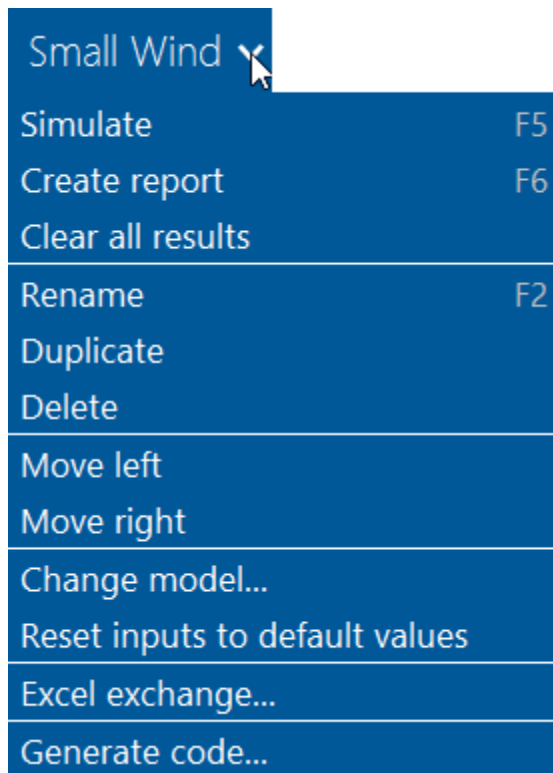 Small Wind
Simulate F5
Create report F6
Clear all results
Rename F2
Duplicate
Delete
Move left
Move right
Change model...
Reset inputs to default values
Excel exchange...
Generate code...